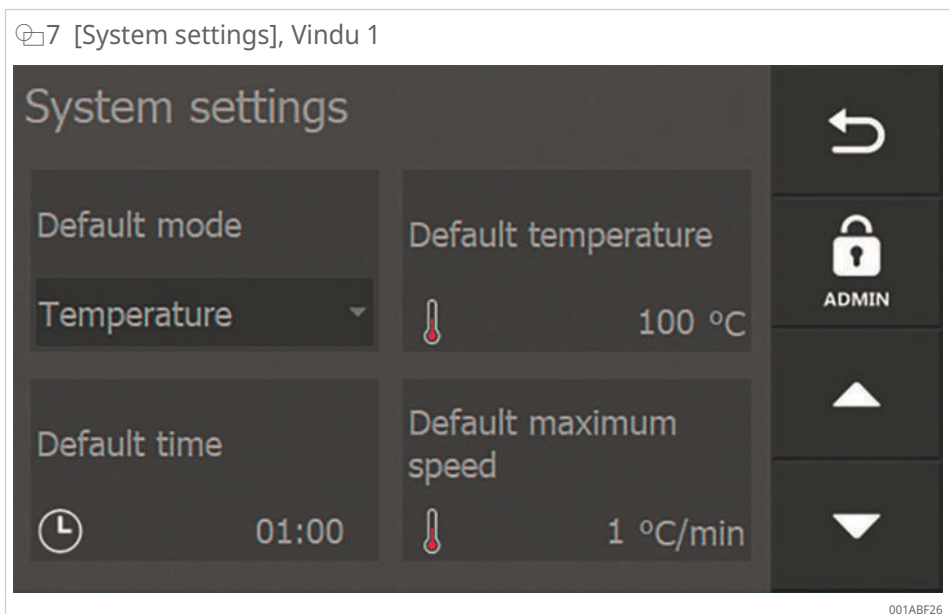 7 [System settings], Vindu 1
System settings
Default mode
Temperature
Default temperature
100 °C
Default time
01:00
Default maximum
speed
1 °C/min
ADMIN
001ABF26